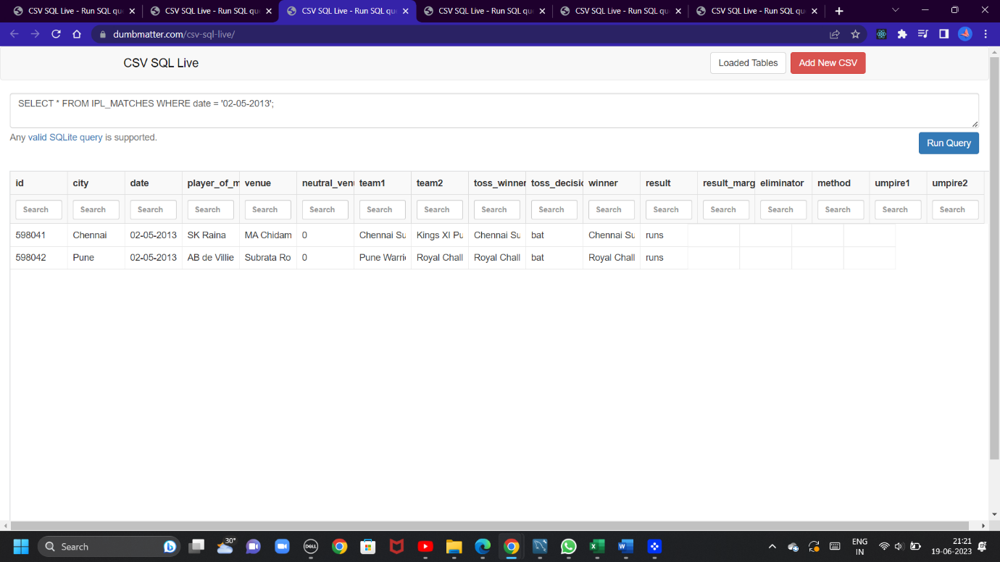 CSV SQL Live - Run SQL qu
CSV SQL Live - Run SQL qu
CSV SQL Live - Run SQL qu
CSV SQL Live - Run SQL qu
CSV SQL Live - Run SQL qu
CSV SQL Live - Run SQL qu
dumbmatter.com/csv-sql-live/
CSV SQL Live
Loaded Tables
Add New CSV
SELECT * FROM IPL_MATCHES WHERE date = '02-05-2013';
Any valid SQLite query is supported.
Run Query
id city date player_of_m venue neutral_venu team1 team2 toss_winner toss_decisio winner result result_marg eliminator method umpire1 umpire2
Search Search Search Search Search Search Search Search Search Search Search Search Search Search Search Search Search
598041 Chennai 02-05-2013 SK Raina MA Chidam 0 Chennai Su Kings XI Pu Chennai Su bat Chennai Su runs
598042 Pune 02-05-2013 AB de Villie Subrata Ro 0 Pune Warri Royal Chall Royal Chall bat Royal Chall runs
Search
30°
DELL
ENG
IN
21:21
19-06-2023